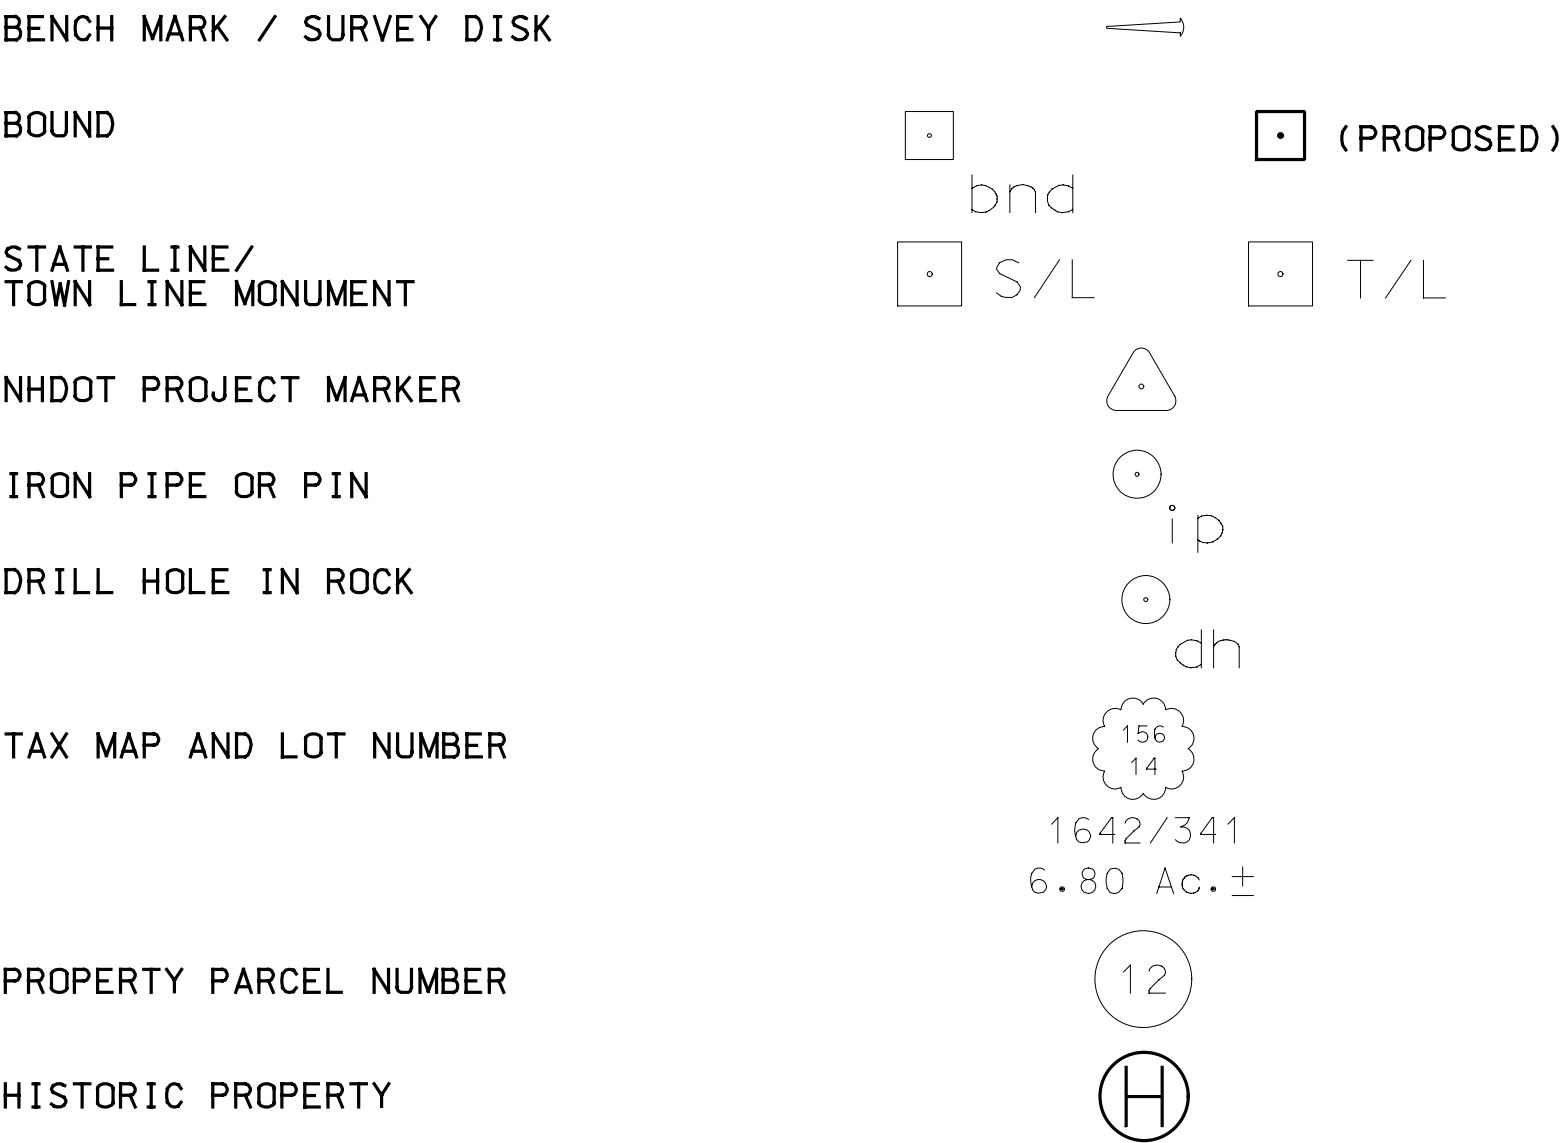 BENCH MARK / SURVEY DISK
BOUND
(PROPOSED)
bnd
STATE LINE/
TOWN LINE MONUMENT
S/L
T/L
NHDOT PROJECT MARKER
IRON PIPE OR PIN
ip
DRILL HOLE IN ROCK
dh
TAX MAP AND LOT NUMBER
156
14
1642/341
6.80 Ac.±
PROPERTY PARCEL NUMBER
12
HISTORIC PROPERTY
H